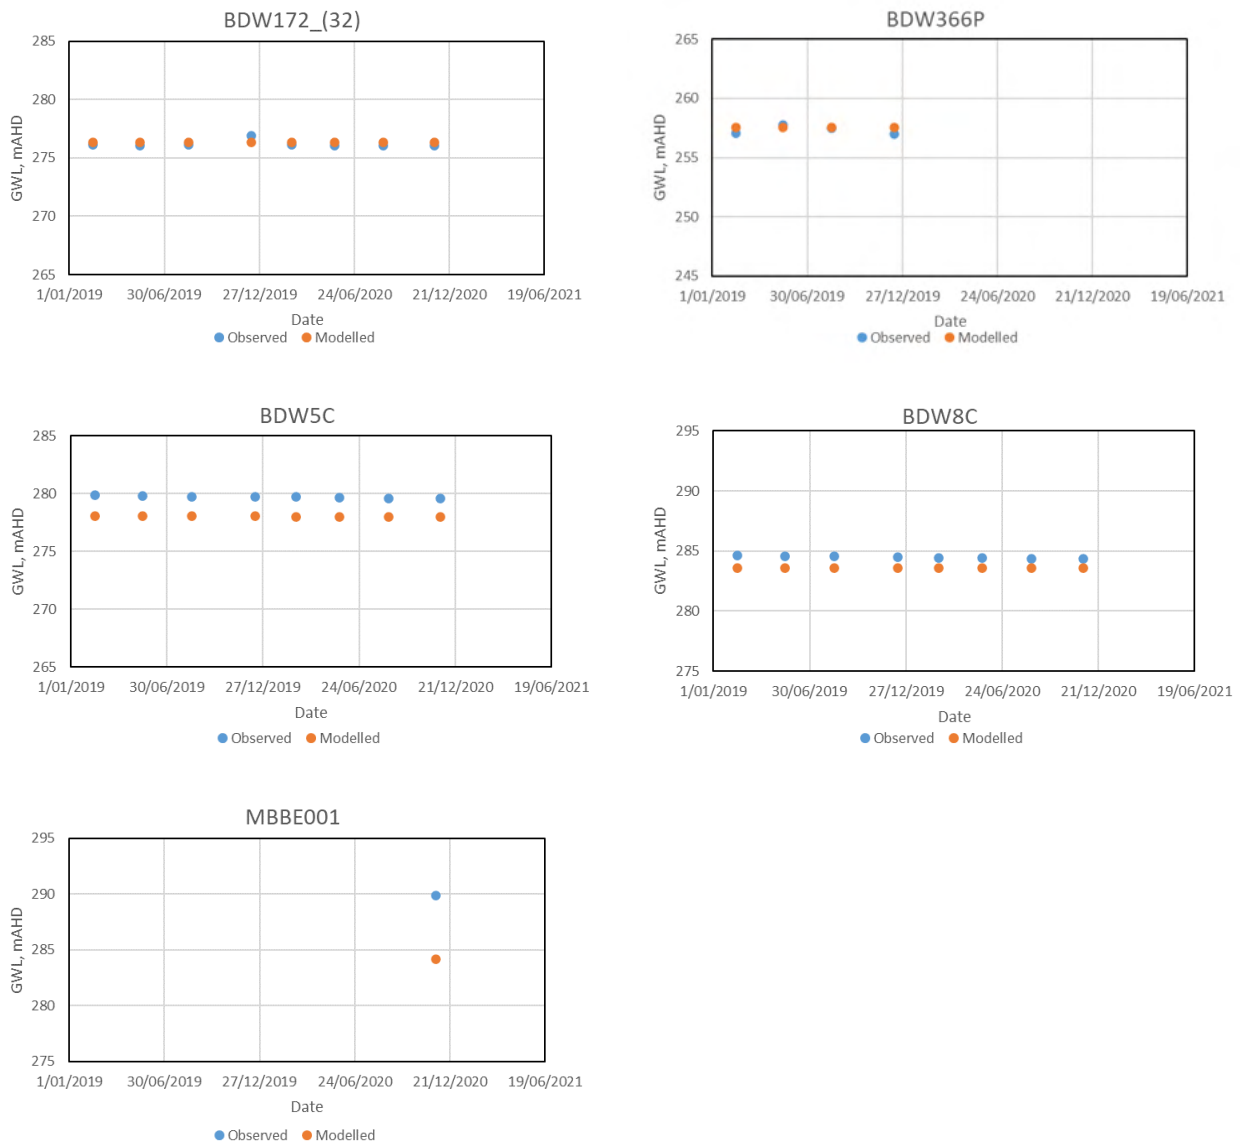 BDW172_(32)
285
280
275
270
265
GWL, mAHD
1/01/2019 30/06/2019 27/12/2019 24/06/2020 21/12/2020 19/06/2021
Date
Observed Modelled
BDW366P
265
260
255
250
245
GWL, mAHD
1/01/2019 30/06/2019 27/12/2019 24/06/2020 21/12/2020 19/06/2021
Date
Observed Modelled
BDW5C
285
280
275
270
265
GWL, mAHD
1/01/2019 30/06/2019 27/12/2019 24/06/2020 21/12/2020 19/06/2021
Date
Observed Modelled
BDW8C
295
290
285
280
275
GWL, mAHD
1/01/2019 30/06/2019 27/12/2019 24/06/2020 21/12/2020 19/06/2021
Date
Observed Modelled
MBBE001
295
290
285
280
275
GWL, mAHD
1/01/2019 30/06/2019 27/12/2019 24/06/2020 21/12/2020 19/06/2021
Date
Observed Modelled